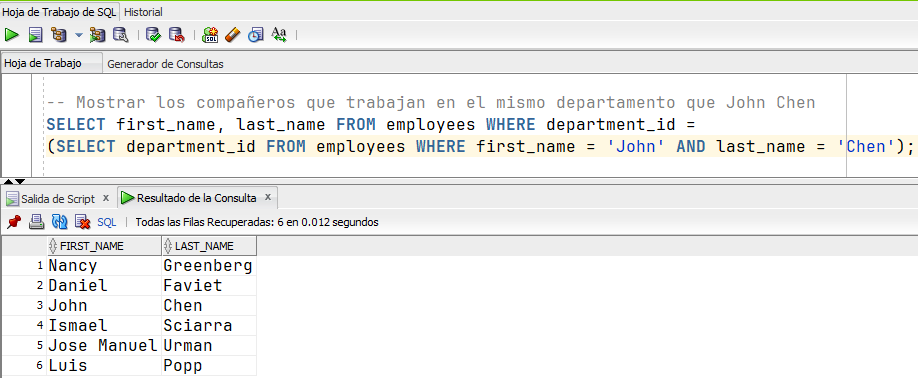 Hoja de Trabajo de SQL Historial
SQL
Hoja de Trabajo Generador de Consultas
-- Mostrar los compañeros que trabajan en el mismo departamento que John Chen
SELECT first_name, last_name FROM employees WHERE department_id =
(SELECT department_id FROM employees WHERE first_name = 'John' AND last_name = 'Chen');
Salida de Script x Resultado de la Consulta x
SQL | Todas las Filas Recuperadas: 6 en 0.012 segundos
FIRST_NAME LAST_NAME
1 Nancy Greenberg
2 Daniel Faviet
3 John Chen
4 Ismael Sciarra
5 Jose Manuel Urman
6 Luis Popp